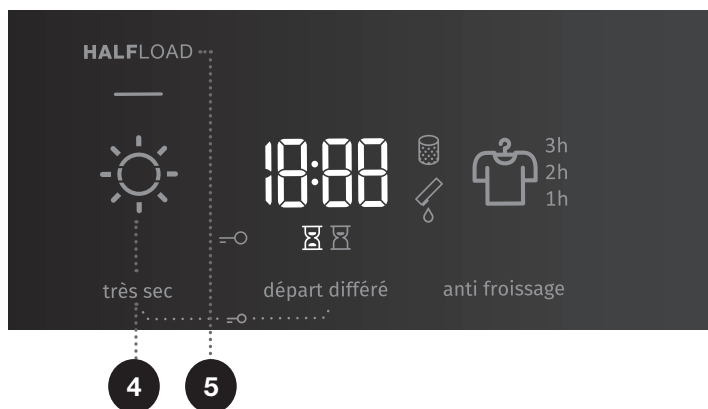 HALFLOAD
18:88
3h
2h
1h
très sec
départ différé
anti froissage
4
5